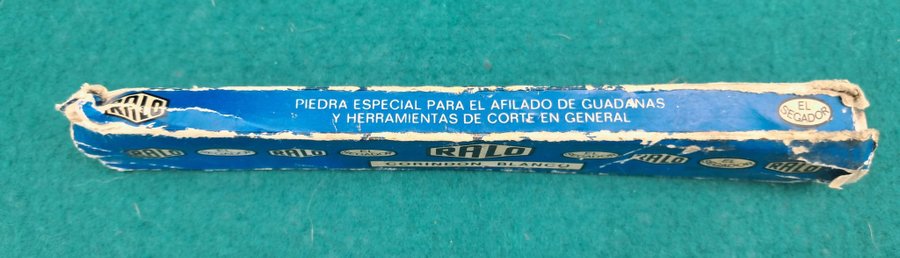 RALO
PIEDRA ESPECIAL PARA EL AFILADO DE GUADAÑAS
Y HERRAMIENTAS DE CORTE EN GENERAL
EL
SEGADOR
RALO RALO RALO RALO RALO
CORINDON, BLANCO